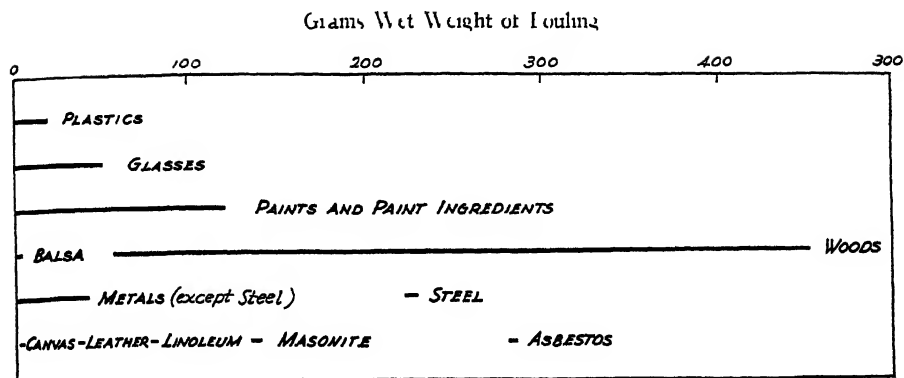 Grams Wet Weight of Fouling
0 100 200 300 400 300
PLASTICS
GLASSES
PAINTS AND PAINT INGREDIENTS
BALSA WOODS
METALS (except Steel) STEEL
-CANVAS-LEATHER-LINOLEUM - MASONITE - ASBESTOS